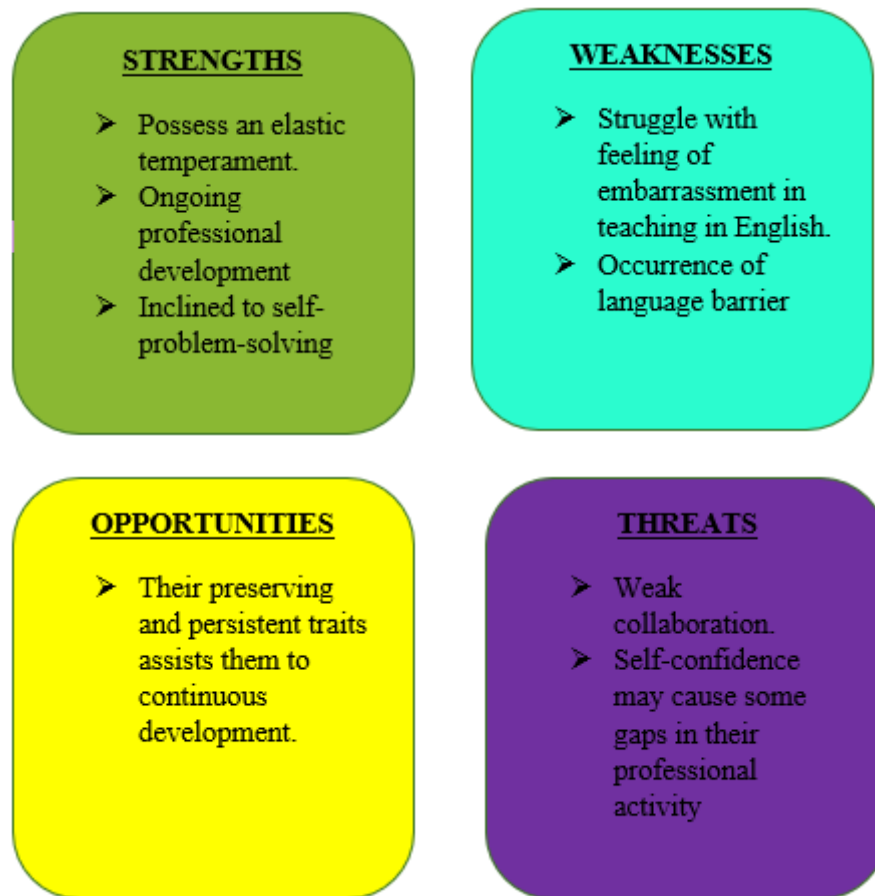 STRENGTHS
➤ Possess an elastic
temperament.
➤ Ongoing
professional
development
➤ Inclined to self-
problem-solving
WEAKNESSES
➤ Struggle with
feeling of
embarrassment in
teaching in English.
➤ Occurrence of
language barrier
OPPORTUNITIES
➤ Their preserving
and persistent traits
assists them to
continuous
development.
THREATS
➤ Weak
collaboration.
➤ Self-confidence
may cause some
gaps in their
professional
activity